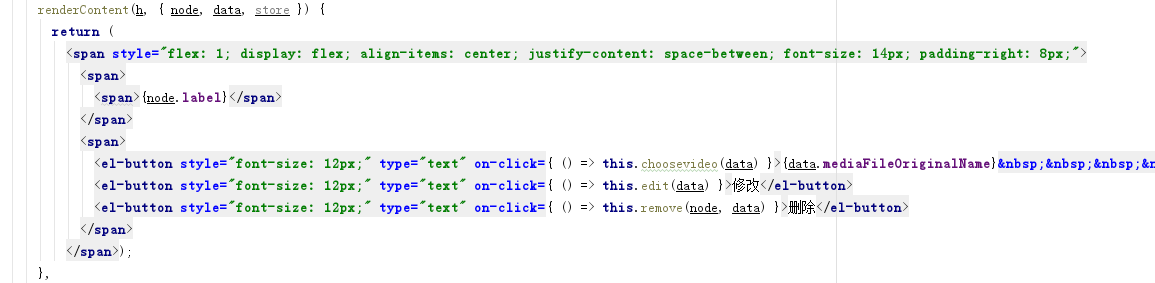 renderContent(h, { node, data, store }) {
return (
<span style="flex: 1; display: flex; align-items: center; justify-content: space-between; font-size: 14px; padding-right: 8px;">
<span>
<span>{node.label}</span>
</span>
<span>
<el-button style="font-size: 12px;" type="text" on-click={ () => this.choosevideo(data) }>{data.mediaFileOriginalName}&nbsp;&nbsp;&nbsp;&n
<el-button style="font-size: 12px;" type="text" on-click={ () => this.edit(data) }>修改</el-button>
<el-button style="font-size: 12px;" type="text" on-click={ () => this.remove(node, data) }>删除</el-button>
</span>
</span>);
},